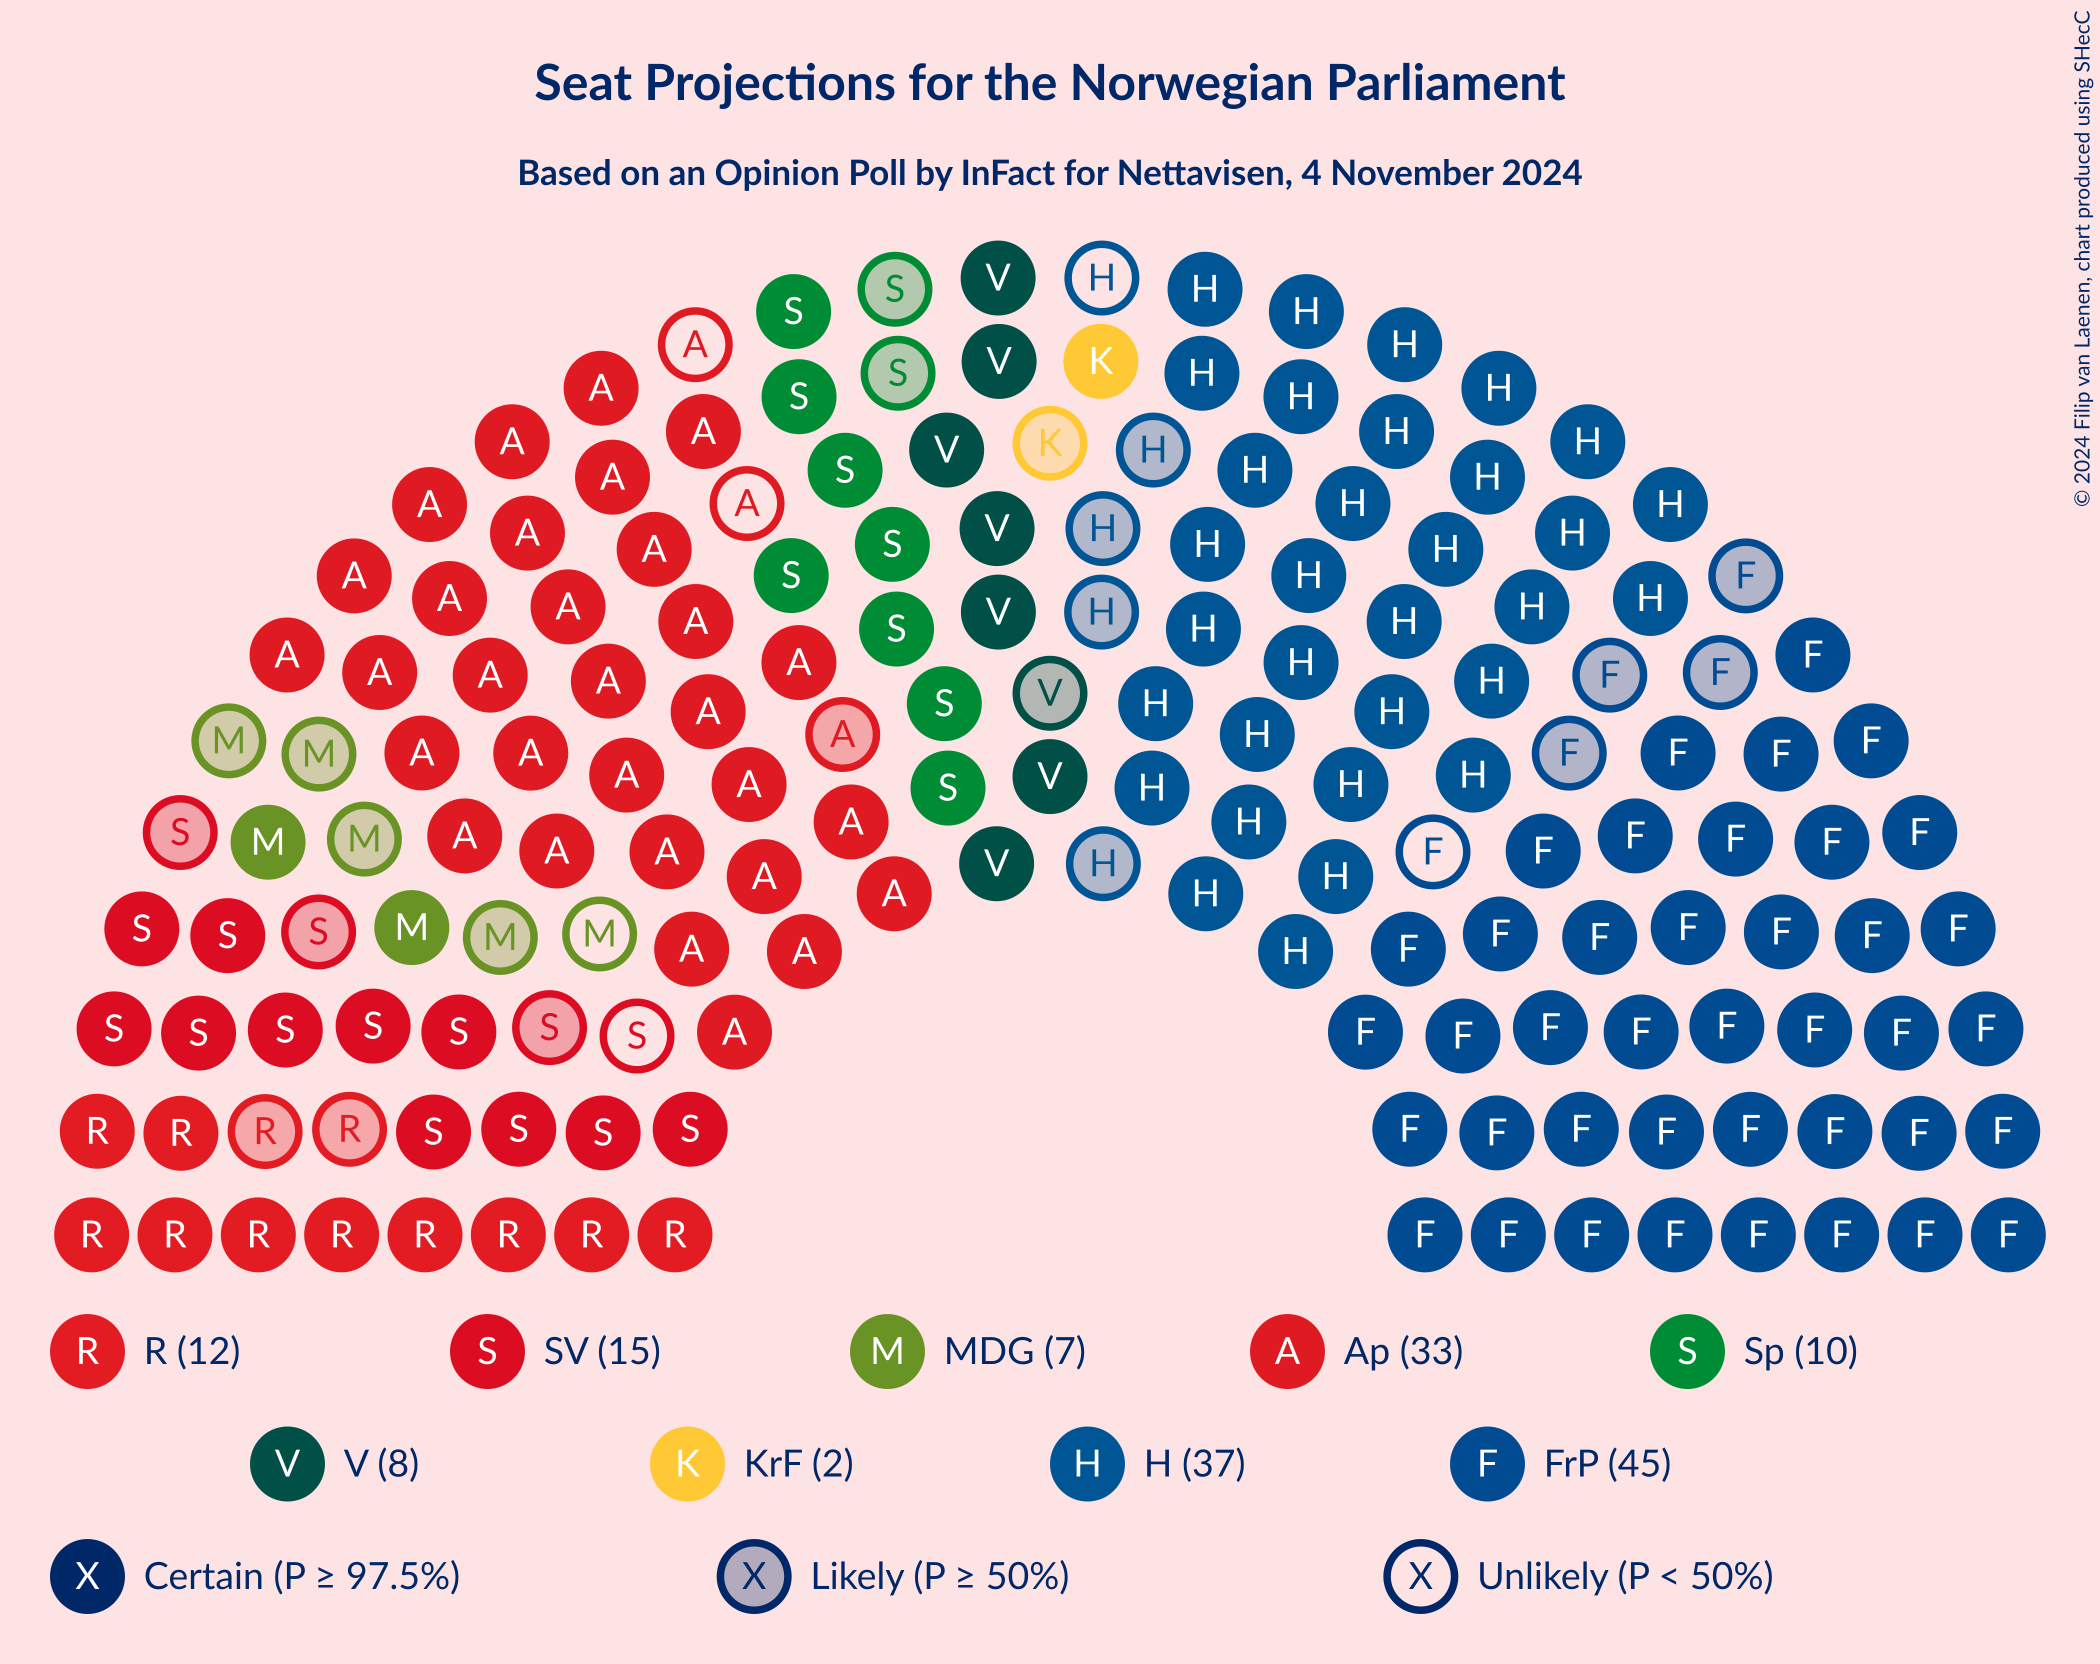 Seat Projections for the Norwegian Parliament
Based on an Opinion Poll by InFact for Nettavisen, 4 November 2024
© 2024 Filip van Laenen, chart produced using SHecC
S S V H H H H H H H F F F F F F F F
A A A A A A A M S S S R R
S S V K H H H H H H F F F F F F F F
A A A A A A M M S S R R
A S V K H H H H H H F F F F F F F
A A A A A M S S R R
S S V H H H H H H F F F F F F
A A A A A M S S R R
A S V H H H H H F F F F F
A A A A M S S R
A S V H H H H F F F F
A A A M S S R
A S V H H H F F F F
A A A S S R
A V H H H F F F
A A S R
R R (12) S SV (15) M MDG (7) A Ap (33) S Sp (10)
V V (8) K KrF (2) H H (37) F FrP (45)
X Certain (P ≥ 97.5%) X Likely (P ≥ 50%) X Unlikely (P < 50%)